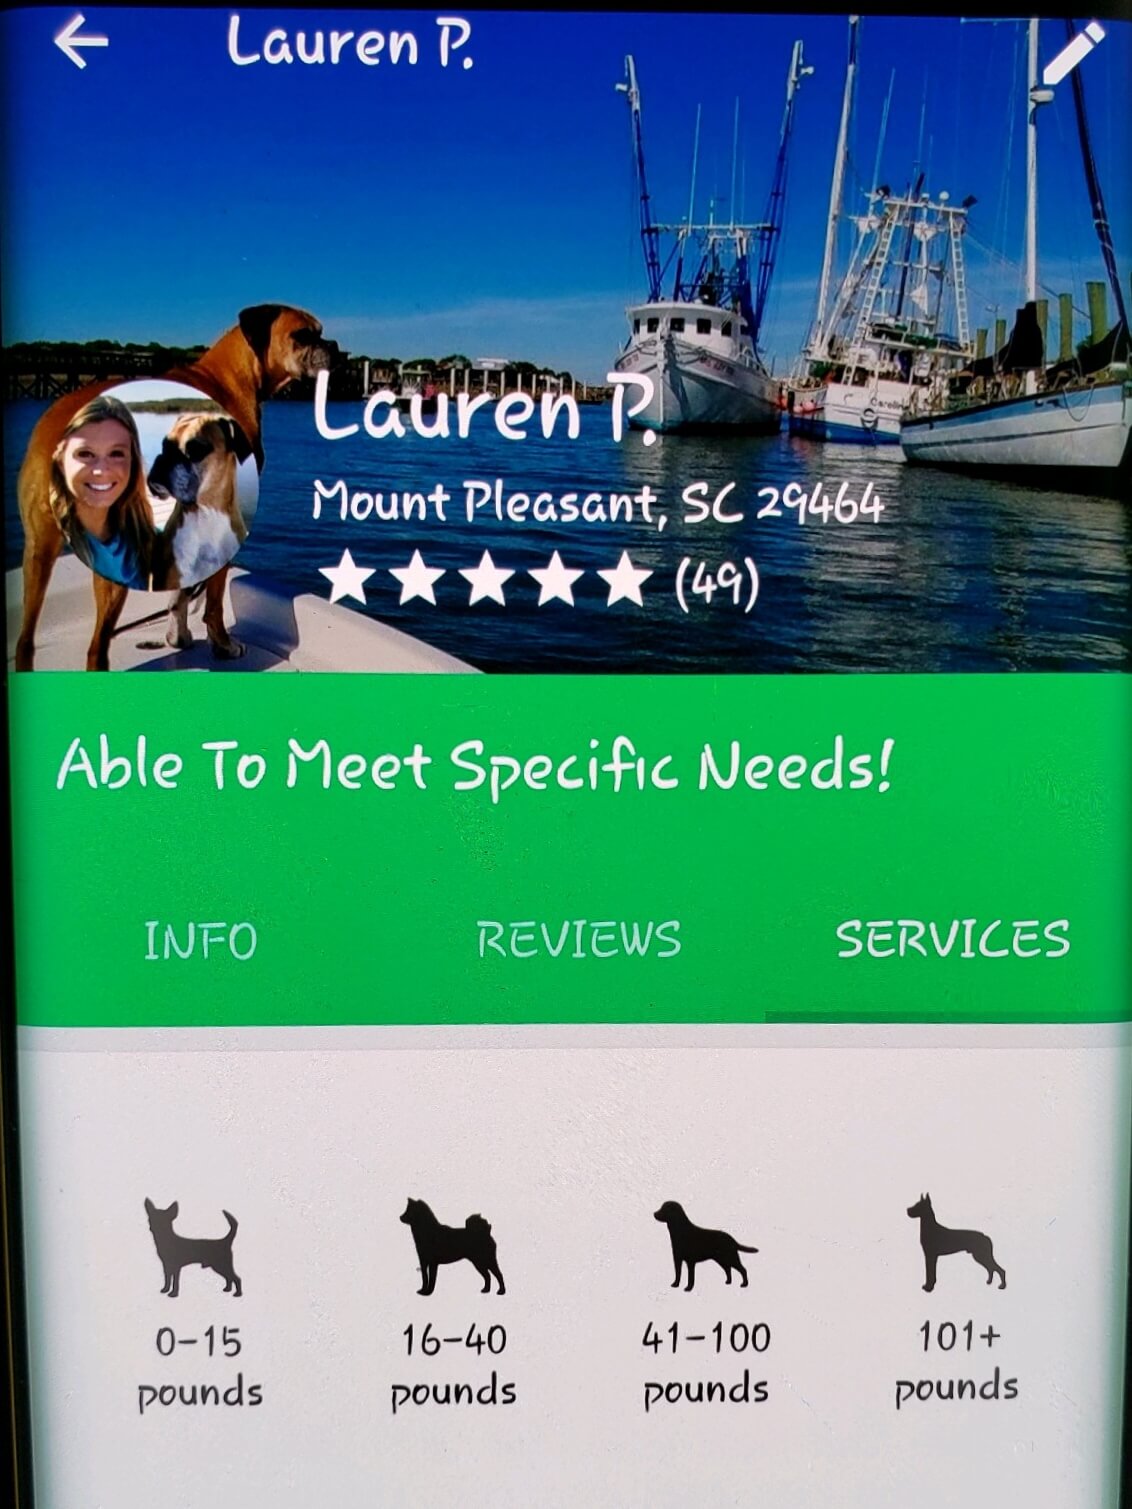 Lauren P.
Lauren P.
Mount Pleasant, SC 29464
(49)
Able To Meet Specific Needs!
INFO REVIEWS SERVICES
0-15 16-40 41-100 101+
pounds pounds pounds pounds